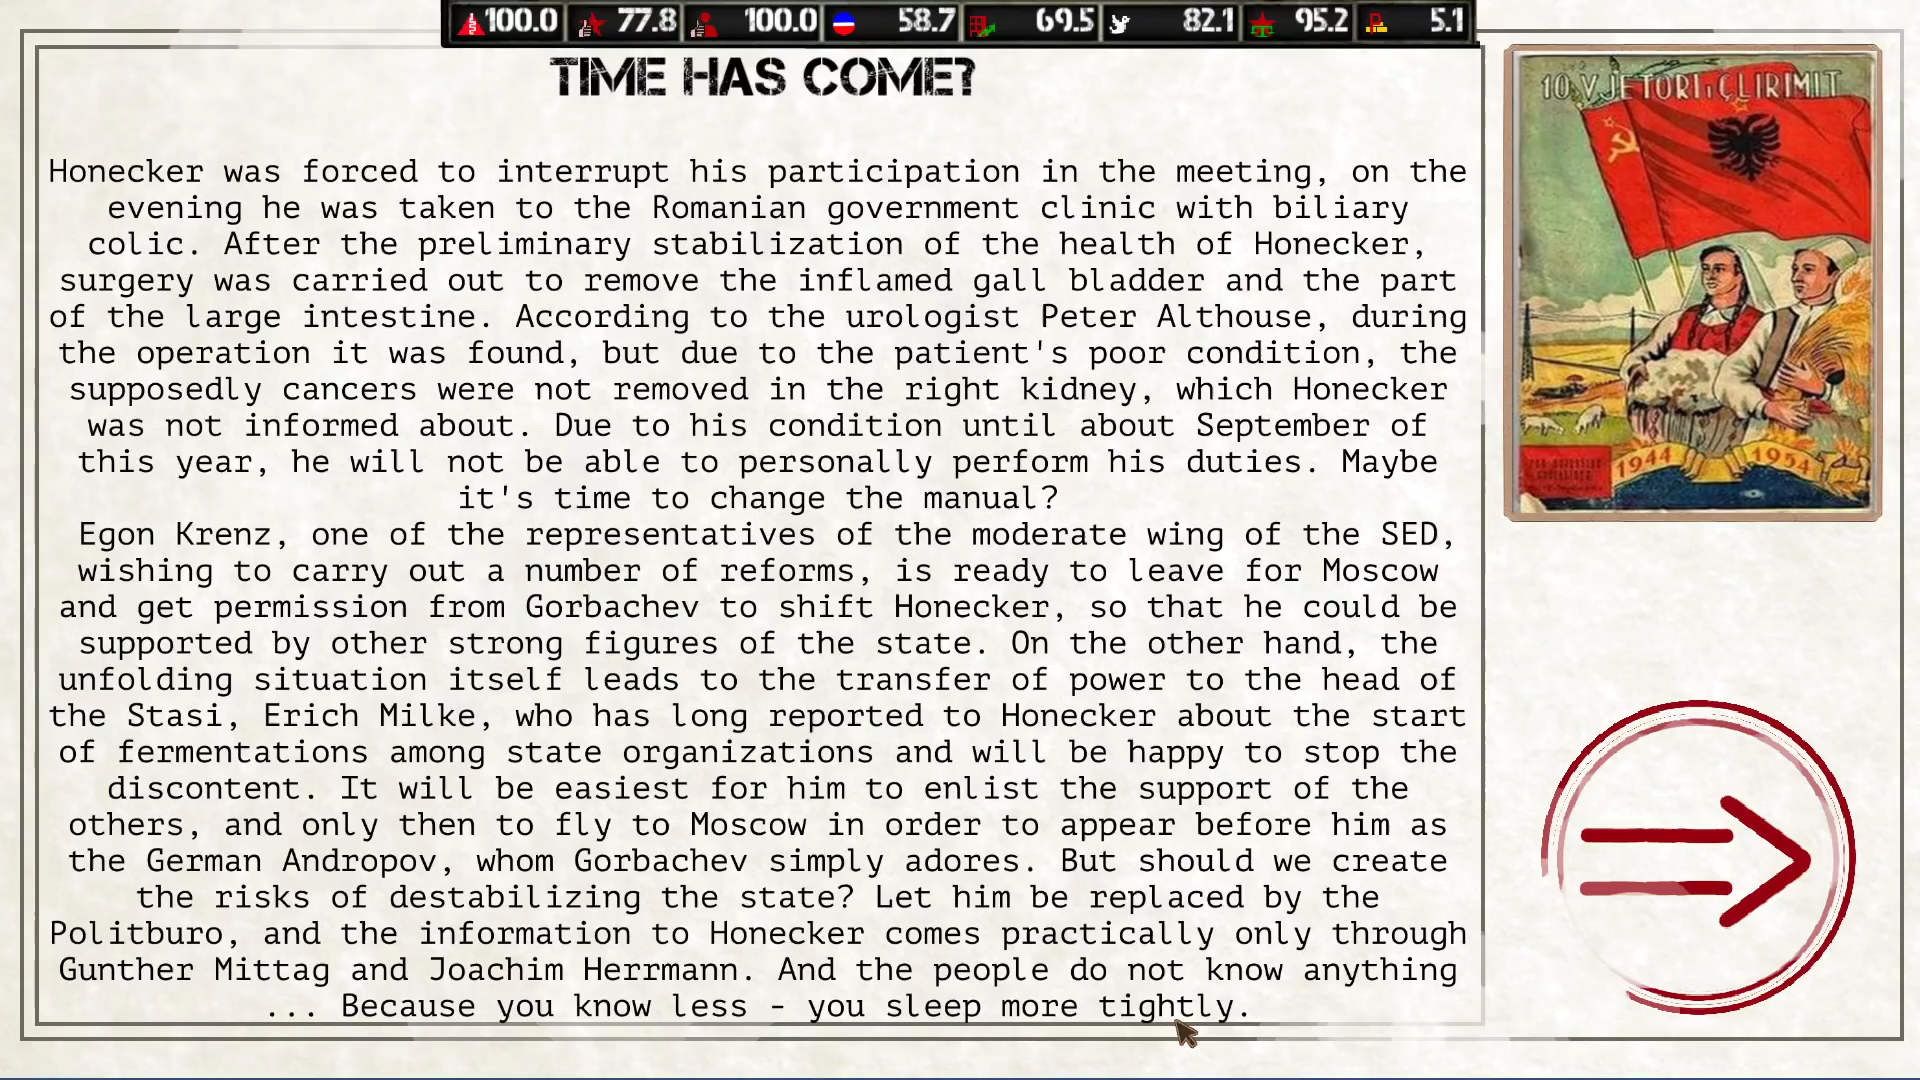 100.0 77.8 100.0 58.7 69.5 82.1 95.2 5.1
TIME HAS COME?
Honecker was forced to interrupt his participation in the meeting, on the
evening he was taken to the Romanian government clinic with biliary
colic. After the preliminary stabilization of the health of Honecker,
surgery was carried out to remove the inflamed gall bladder and the part
of the large intestine. According to the urologist Peter Althouse, during
the operation it was found, but due to the patient's poor condition, the
supposedly cancers were not removed in the right kidney, which Honecker
was not informed about. Due to his condition until about September of
this year, he will not be able to personally perform his duties. Maybe
it's time to change the manual?
Egon Krenz, one of the representatives of the moderate wing of the SED,
wishing to carry out a number of reforms, is ready to leave for Moscow
and get permission from Gorbachev to shift Honecker, so that he could be
supported by other strong figures of the state. On the other hand, the
unfolding situation itself leads to the transfer of power to the head of
the Stasi, Erich Milke, who has long reported to Honecker about the start
of fermentations among state organizations and will be happy to stop the
discontent. It will be easiest for him to enlist the support of the
others, and only then to fly to Moscow in order to appear before him as
the German Andropov, whom Gorbachev simply adores. But should we create
the risks of destabilizing the state? Let him be replaced by the
Politburo, and the information to Honecker comes practically only through
Gunther Mittag and Joachim Herrmann. And the people do not know anything
... Because you know less - you sleep more tightly.
10 VJETORI I ÇLIRIMIT
1944 1954